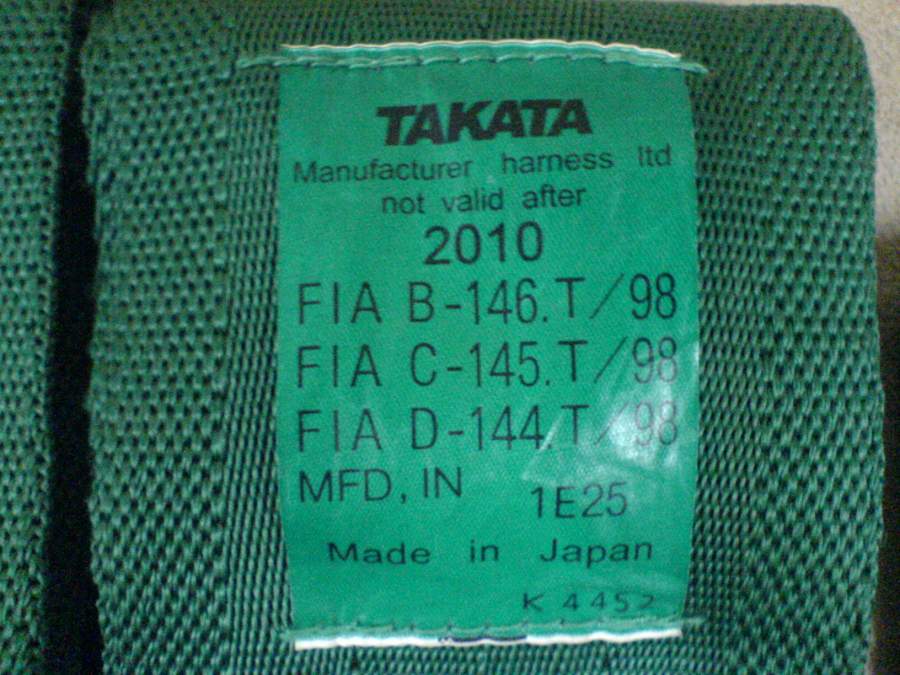 TAKATA
Manufacturer harness ltd
not valid after
2010
FIA B-146.T/98
FIA C-145.T/98
FIA D-144.T/98
MFD, IN 1E25
Made in Japan
K 4452